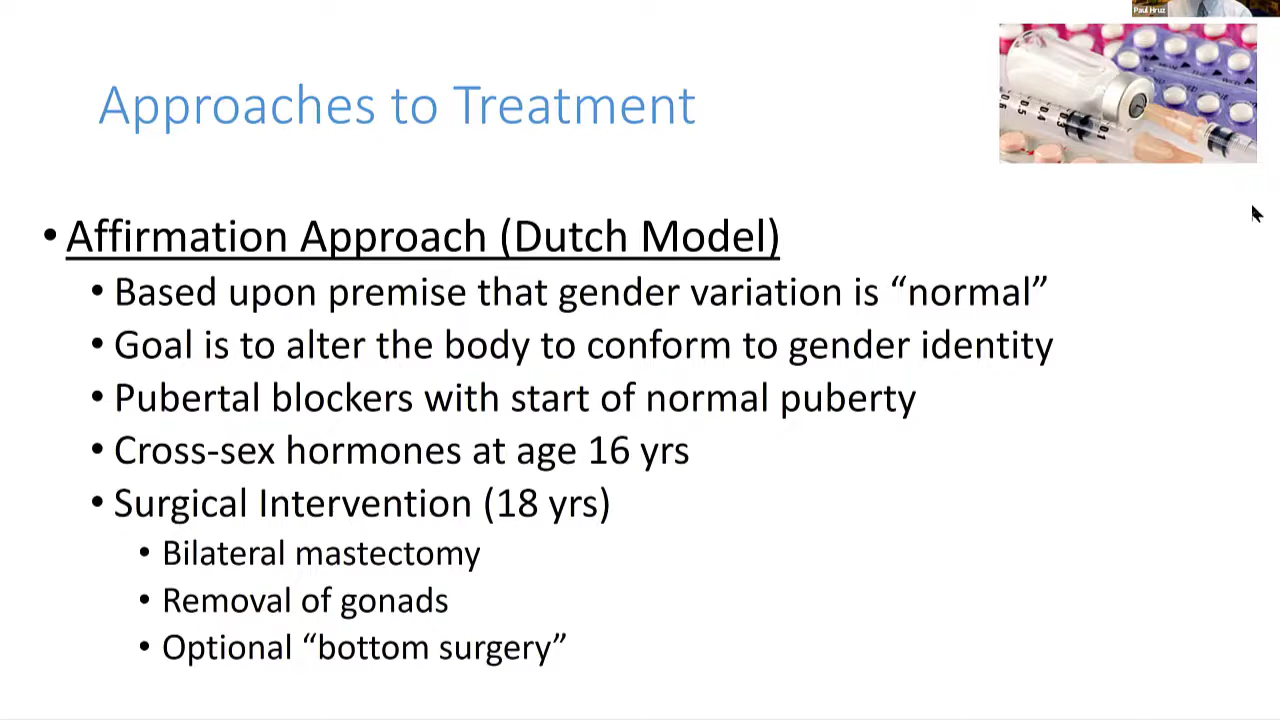 Paul Hruz
Approaches to Treatment
• Affirmation Approach (Dutch Model)
• Based upon premise that gender variation is “normal”
• Goal is to alter the body to conform to gender identity
• Pubertal blockers with start of normal puberty
• Cross-sex hormones at age 16 yrs
• Surgical Intervention (18 yrs)
• Bilateral mastectomy
• Removal of gonads
• Optional “bottom surgery”